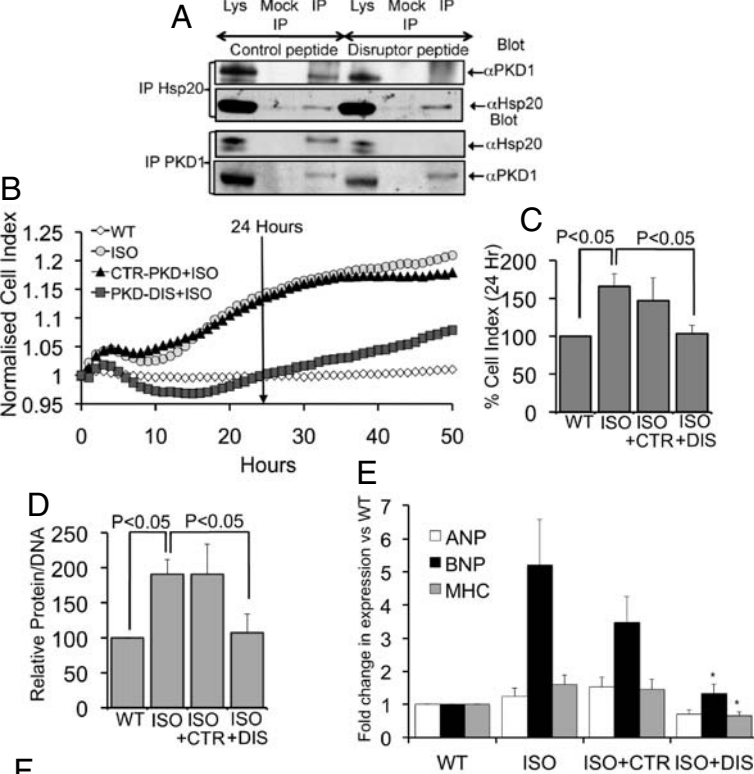 A
Lys Mock IP IP Lys Mock IP IP
Control peptide Disruptor peptide Blot
IP Hsp20
αPKD1
αHsp20
Blot
IP PKD1
αHsp20
αPKD1
B
Normalised Cell Index
1.25
1.2
1.15
1.1
1.05
1
0.95
WT
ISO
CTR-PKD+ISO
PKD-DIS+ISO
24 Hours
0 10 20 30 40 50
Hours
C
P<0.05 P<0.05
% Cell Index (24 Hr)
200
150
100
50
0
WT ISO ISO +CTR ISO +DIS
D
P<0.05 P<0.05
Relative Protein/DNA
250
200
150
100
50
0
WT ISO ISO +CTR ISO +DIS
E
Fold change in expression vs WT
7
6
5
4
3
2
1
0
ANP
BNP
MHC
* *
WT ISO ISO+CTR ISO+DIS